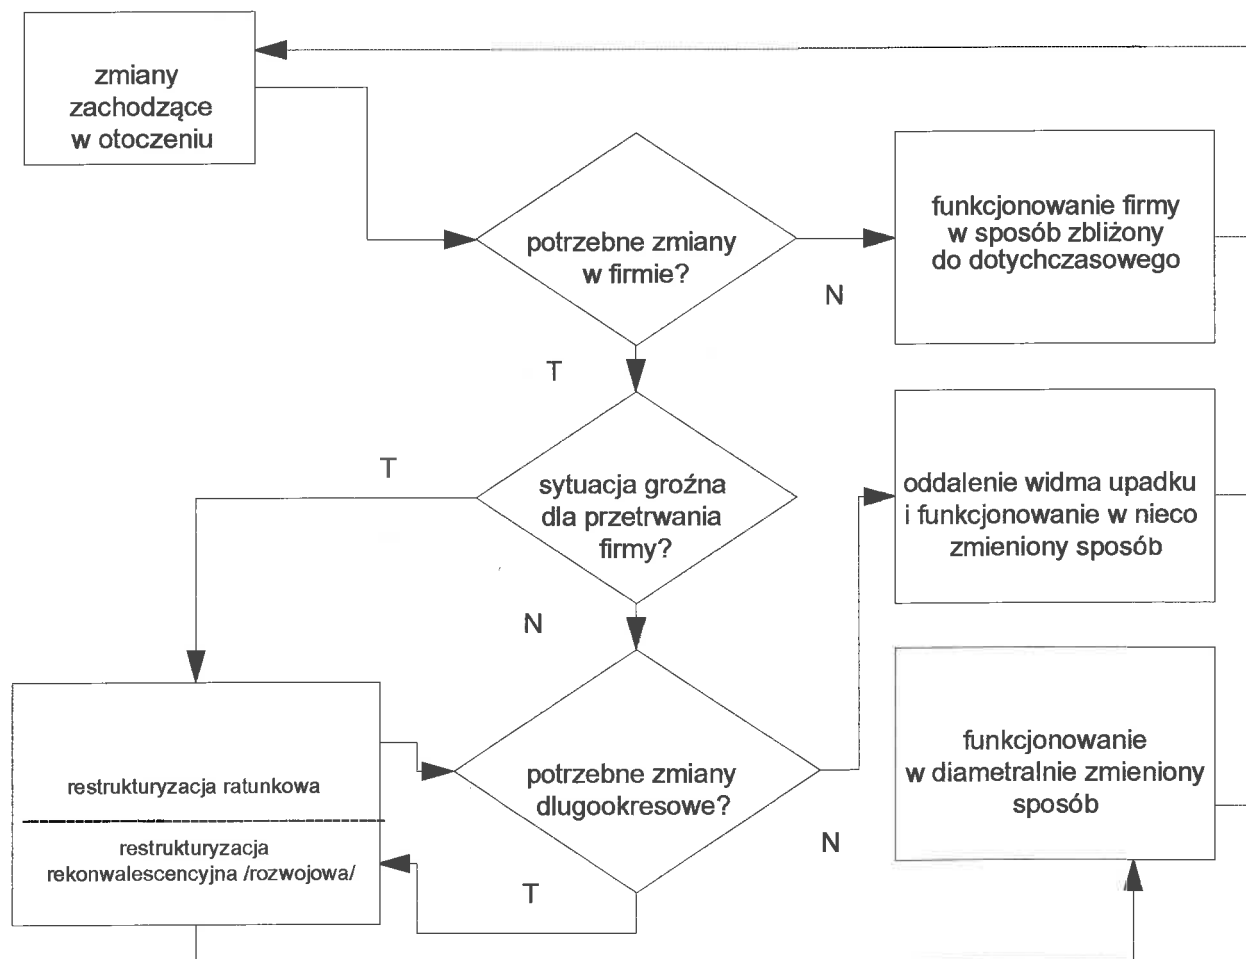 zmiany
zachodzące
w otoczeniu
potrzebne zmiany
w firmie?
N
funkcjonowanie firmy
w sposób zbliżony
do dotychczasowego
T
T
sytuacja groźna
dla przetrwania
firmy?
N
oddalenie widma upadku
i funkcjonowanie w nieco
zmieniony sposób
restrukturyzacja ratunkowa
restrukturyzacja
rekonwalescencyjna /rozwojowa/
potrzebne zmiany
dlugookresowe?
N
T
funkcjonowanie
w diametralnie zmieniony
sposób